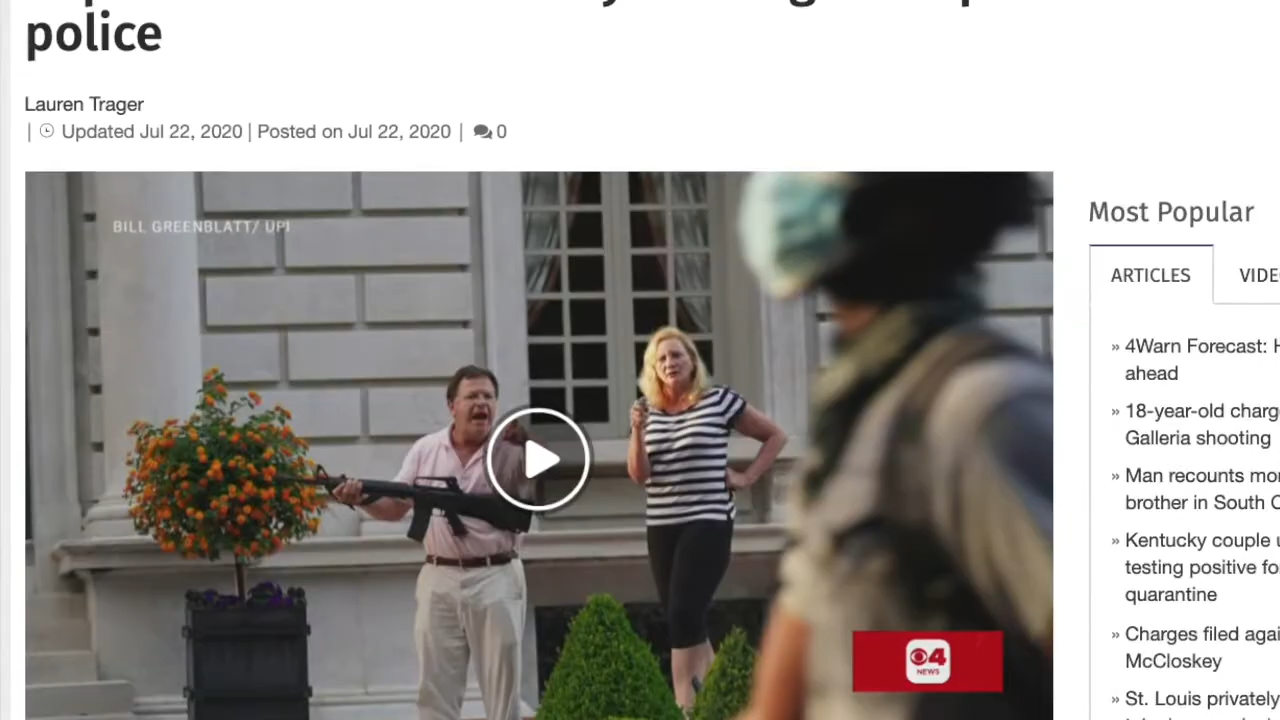 police
Lauren Trager
| Updated Jul 22, 2020 | Posted on Jul 22, 2020 | 0
BILL GREENBLATT/ UPI
4
NEWS
Most Popular
ARTICLES
» 4Warn Forecast:
ahead
» 18-year-old
Galleria shooting
» Man recounts
brother in South
» Kentucky couple
testing positive
quarantine
» Charges filed
McCloskey
» St. Louis privately